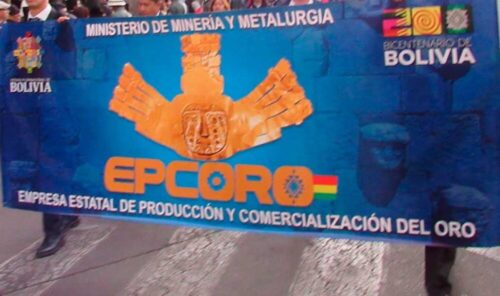 MINISTERIO DE MINERÍA Y METALURGIA
BOLIVIA
BICENTENARIO DE
BOLIVIA
EPCORO
EMPRESA ESTATAL DE PRODUCCIÓN Y COMERCIALIZACIÓN DEL ORO